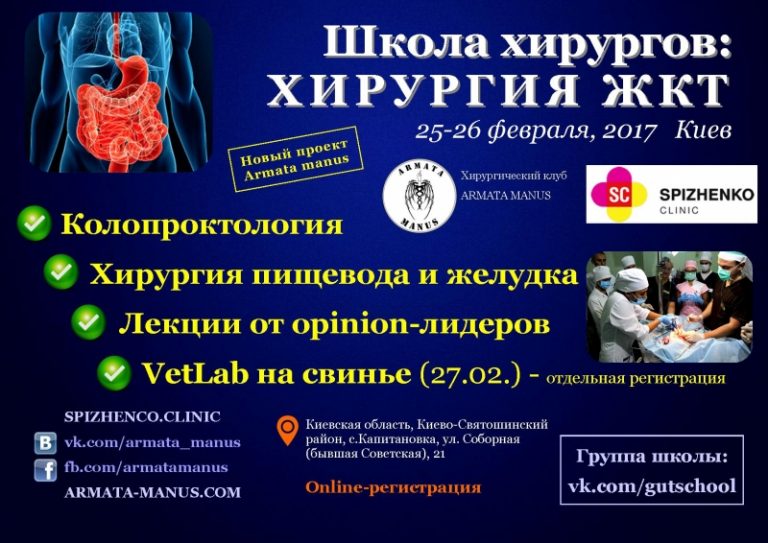 Школа хирургов:
ХИРУРГИЯ ЖКТ
25-26 февраля, 2017 Киев
Новый проект
Armata manus
ARMATA
MANUS
Хирургический клуб
ARMATA MANUS
SC
SPIZHENKO
CLINIC
Колопроктология
Хирургия пищевода и желудка
Лекции от opinion-лидеров
VetLab на свинье (27.02.) - отдельная регистрация
SPIZHENCO.CLINIC
B vk.com/armata_manus
f fb.com/armatamanus
ARMATA-MANUS.COM
Киевская область, Киево-Святошинский
район, с.Капитановка, ул. Соборная
(бывшая Советская), 21
Online-регистрация
Группа школы:
vk.com/gutschool